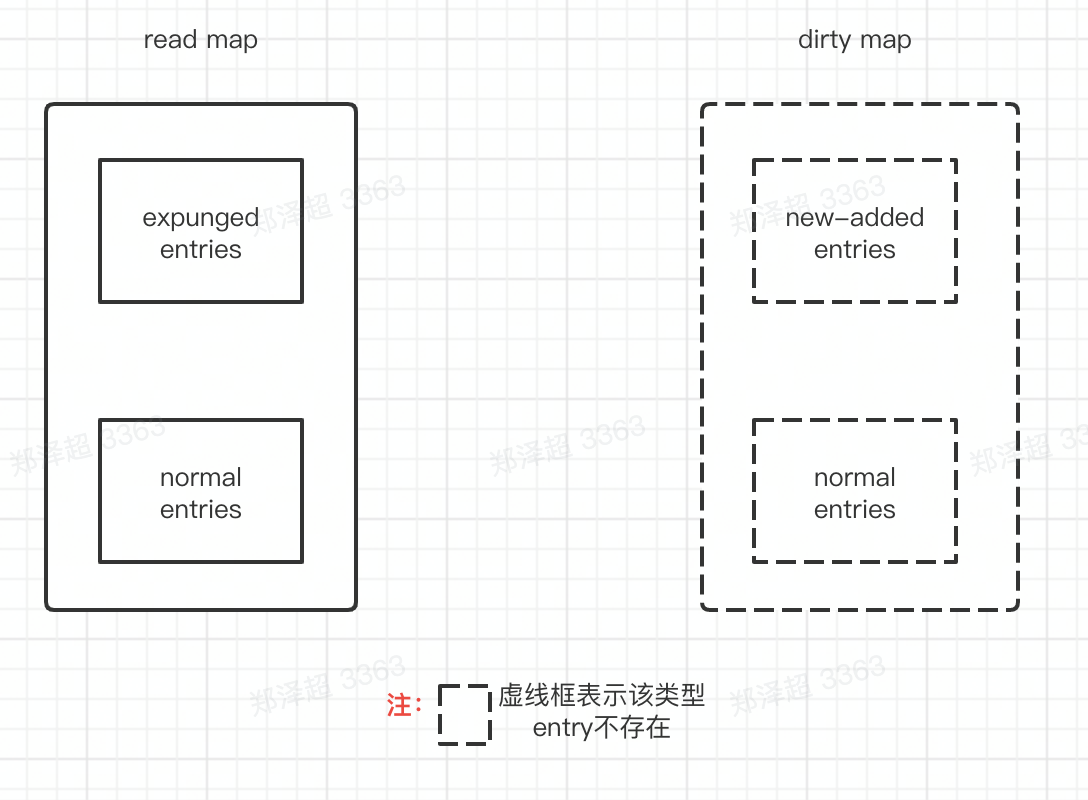 read map
dirty map
expunged
entries
new-added
entries
normal
entries
normal
entries
注：
虚线框表示该类型
entry不存在
郑泽超 3363
郑泽超 3363
郑泽超 3363
郑泽超 3363
郑泽超 3363
郑泽超 3363
郑泽超 3363